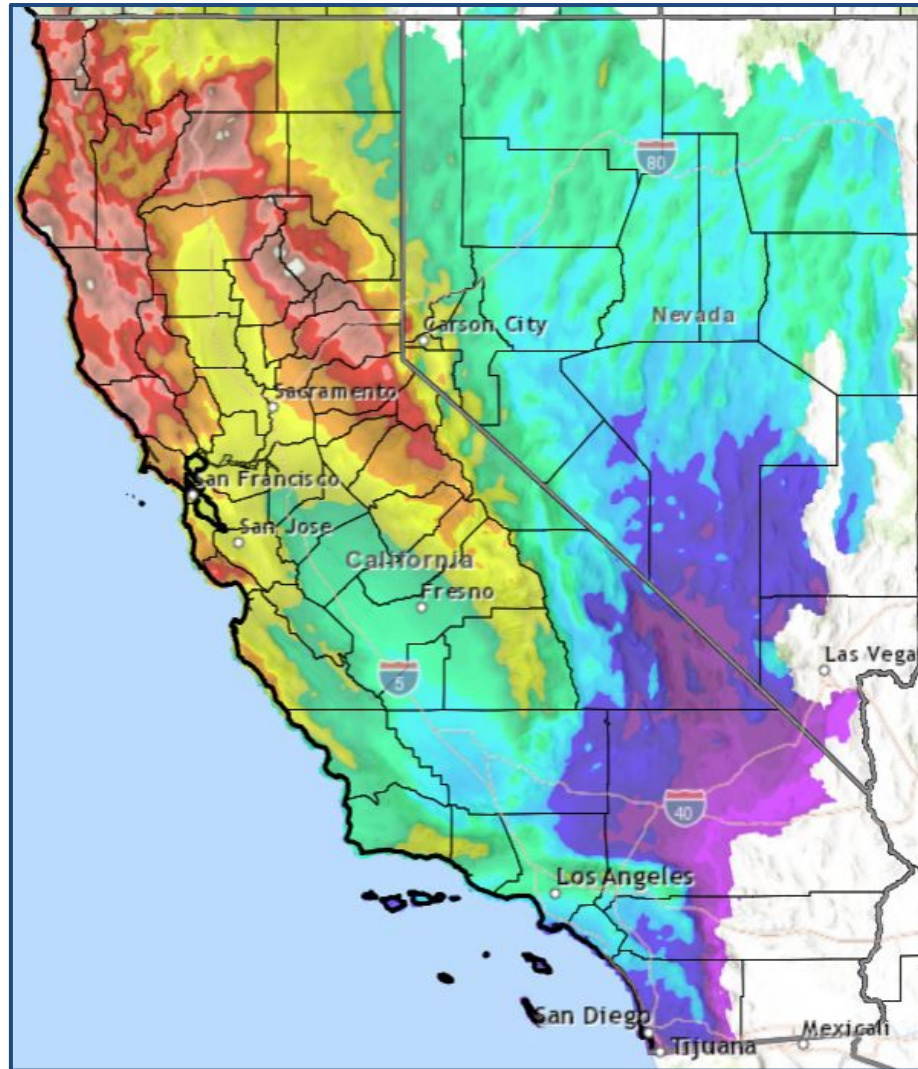 80
Nevada
Carson City
Sacramento
San Francisco
San Jose
California
Fresno
5
Las Vega
40
Los Angeles
San Diego
Tijuana
Mexicali